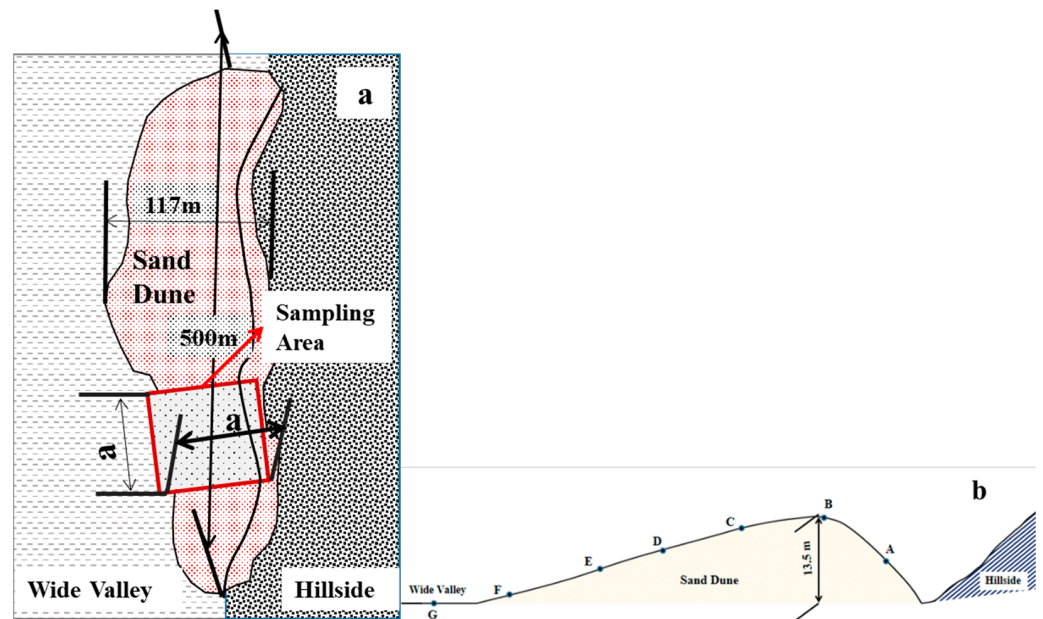 a
117m
Sand
Dune
Sampling
Area
500m
a
a
Wide Valley
Hillside
b
B
C
A
D
13.5 m
E
Sand Dune
Hillside
F
Wide Valley
G